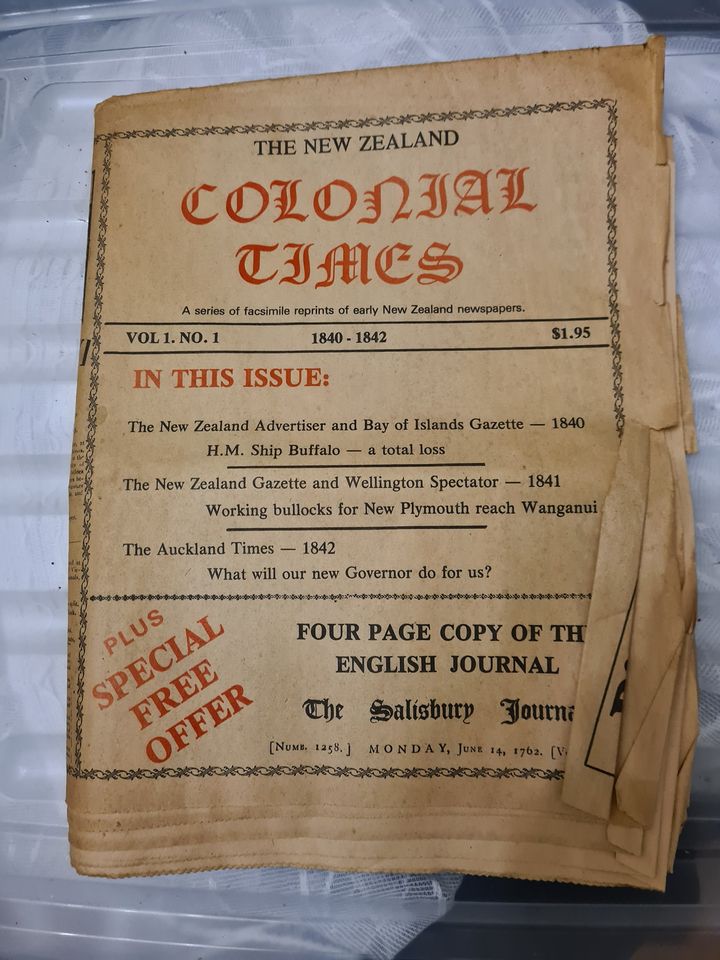 THE NEW ZEALAND
COLONIAL
TIMES
A series of facsimile reprints of early New Zealand newspapers.
VOL 1. NO. 1 1840 - 1842 $1.95
IN THIS ISSUE:
The New Zealand Advertiser and Bay of Islands Gazette — 1840
H.M. Ship Buffalo — a total loss
The New Zealand Gazette and Wellington Spectator — 1841
Working bullocks for New Plymouth reach Wanganui
The Auckland Times — 1842
What will our new Governor do for us?
PLUS
SPECIAL
FREE
OFFER
FOUR PAGE COPY OF TH
ENGLISH JOURNAL
The Salisbury Journa
[NUMB. 1258.] MONDAY, JUNE 14, 1762. [V